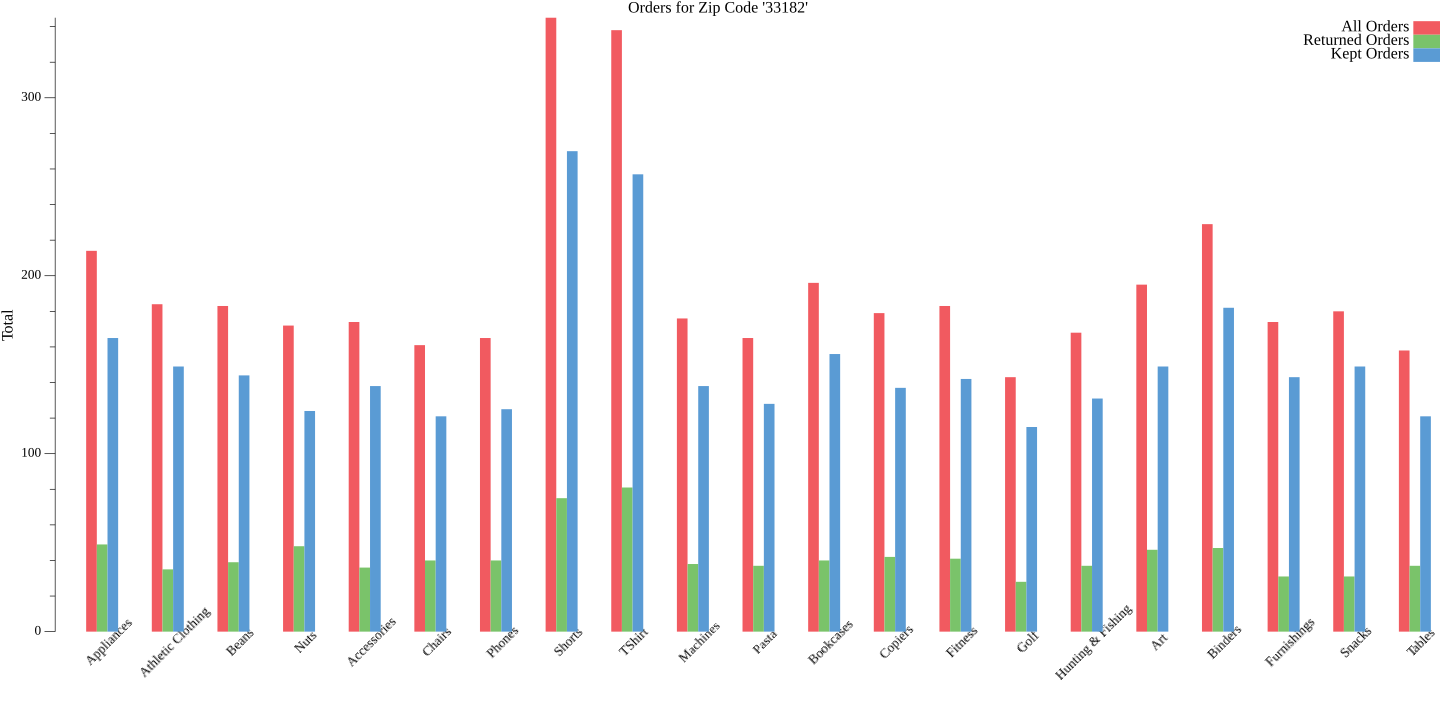 Orders for Zip Code '33182'
All Orders
Returned Orders
Kept Orders
Total
300
200
100
0
Appliances
Athletic Clothing
Beans
Nuts
Accessories
Chairs
Phones
Shorts
TShirt
Machines
Pasta
Bookcases
Copiers
Fitness
Golf
Hunting & Fishing
Art
Binders
Furnishings
Snacks
Tables